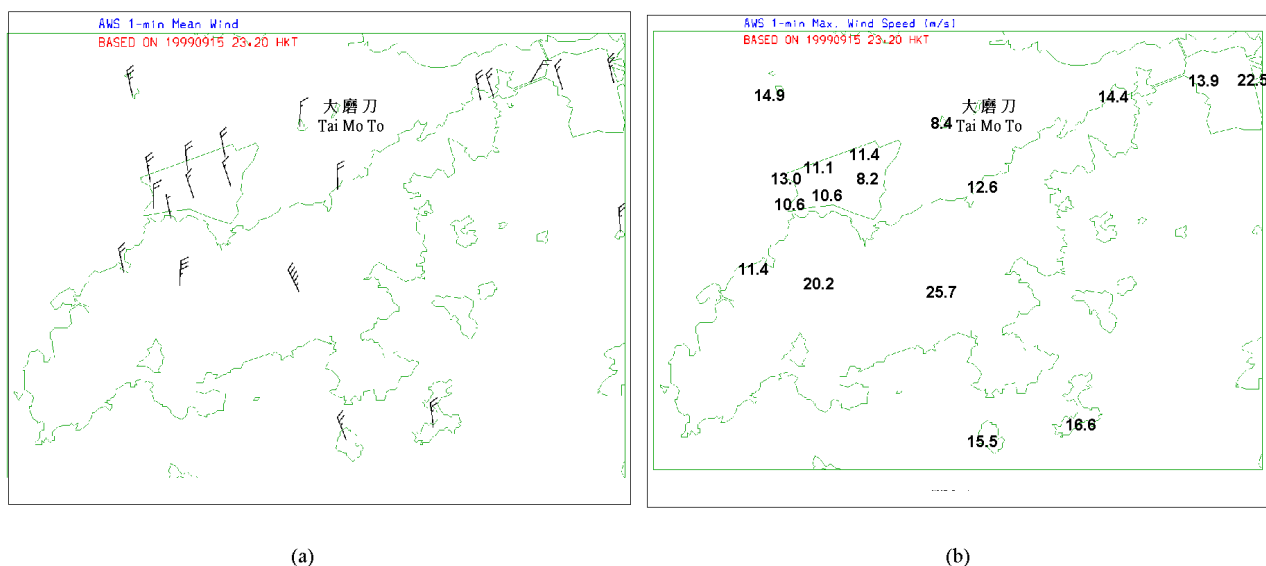 AWS 1-min Mean Wind
BASED ON 19990915 23.20 HKT
大磨刀
Tai Mo To
(a)
AWS 1-min Max. Wind Speed (m/s)
BASED ON 19990915 23.20 HKT
13.9
22.5
14.9
14.4
大磨刀
Tai Mo To
8.4
11.4
11.1
13.0
8.2
12.6
10.6
10.6
11.4
20.2
25.7
16.6
15.5
(b)